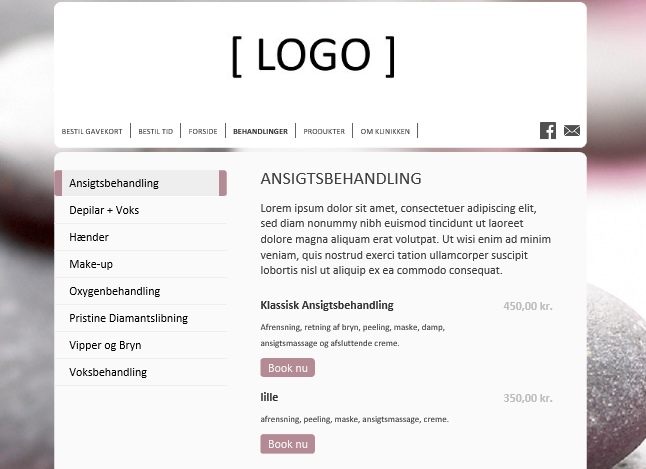 [ LOGO ]
BESTIL GAVEKORT
BESTIL TID
FORSIDE
BEHANDLINGER
PRODUKTER
OM KLINIKKEN
Ansigtsbehandling
Depilar + Voks
Hænder
Make-up
Oxygenbehandling
Pristine Diamantslibning
Vipper og Bryn
Voksbehandling
ANSIGTSBEHANDLING
Lorem ipsum dolor sit amet, consectetuer adipiscing elit,
sed diam nonummy nibh euismod tincidunt ut laoreet
dolore magna aliquam erat volutpat. Ut wisi enim ad minim
veniam, quis nostrud exerci tation ullamcorper suscipit
lobortis nisl ut aliquip ex ea commodo consequat.
Klassisk Ansigtsbehandling 450,00 kr.
Afrensning, retning af bryn, peeling, maske, damp,
ansigtsmassage og afsluttende creme.
Book nu
lille 350,00 kr.
afrensning, peeling, maske, ansigtsmassage, creme.
Book nu